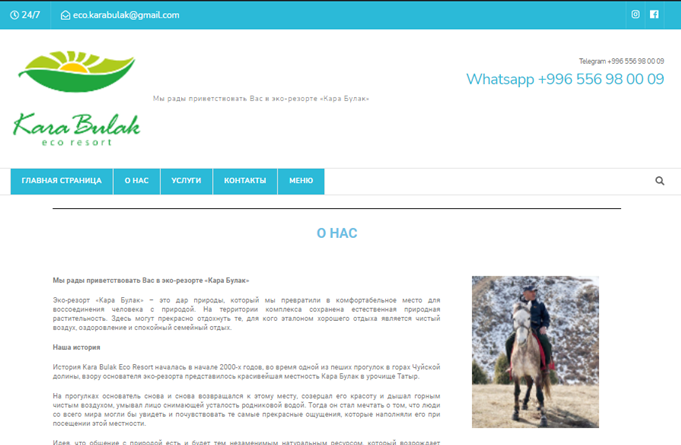 24/7
eco.karabulak@gmail.com
Telegram +996 556 98 00 09
Whatsapp +996 556 98 00 09
Мы рады приветствовать Вас в эко-резорте «Кара Булак»
Kara Bulak
eco resort
ГЛАВНАЯ СТРАНИЦА
О НАС
УСЛУГИ
КОНТАКТЫ
МЕНЮ
О НАС
Мы рады приветствовать Вас в эко-резорте «Кара Булак»
Эко-резорт «Кара Булак» – это дар природы, который мы превратили в комфортабельное место для
воссоединения человека с природой. На территории комплекса сохранена естественная природная
растительность. Здесь могут прекрасно отдохнуть те, для кого эталоном хорошего отдыха является чистый
воздух, оздоровление и спокойный семейный отдых.
Наша история
История Kara Bulak Eco Resort началась в начале 2000-х годов, во время одной из пеших прогулок в горах Чуйской
долины, взору основателя эко-резорта представилось красивейшая местность Кара Булак в урочище Татыр.
На прогулках основатель снова и снова возвращался к этому месту, созерцал его красоту и дышал горным
чистым воздухом, умывал лицо снимающей усталость родниковой водой. Тогда он стал мечтать о том, что люди
со всего мира могли бы увидеть и почувствовать те самые прекрасные ощущения, которые наполняли его при
посещении этой местности.
Идея, что общение с природой есть и будет тем незаменимым натуральным ресурсом, который возрождает